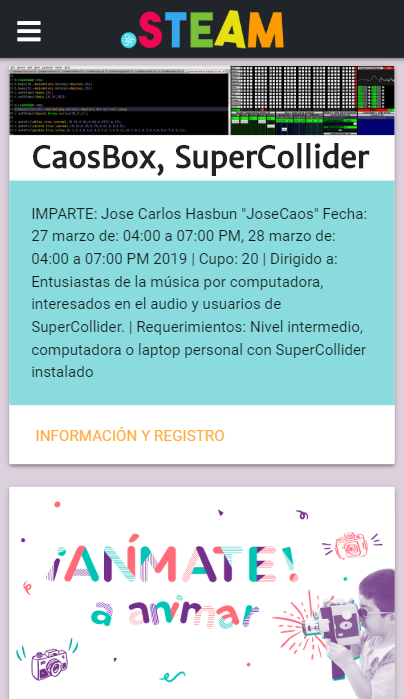 .STEAM
CaosBox, SuperCollider
IMPARTE: Jose Carlos Hasbun "JoseCaos" Fecha:
27 marzo de: 04:00 a 07:00 PM, 28 marzo de:
04:00 a 07:00 PM 2019 | Cupo: 20 | Dirigido a:
Entusiastas de la música por computadora,
interesados en el audio y usuarios de
SuperCollider. | Requerimientos: Nivel intermedio,
computadora o laptop personal con SuperCollider
instalado
INFORMACIÓN Y REGISTRO
¡ANÍMATE!
a animar